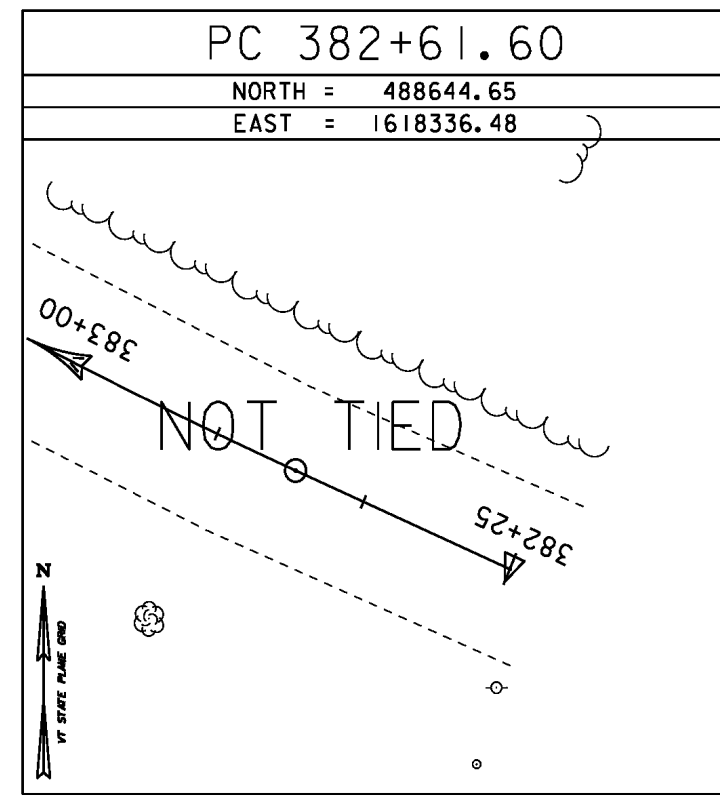 PC 382+61.60
NORTH = 488644.65
EAST = 1618336.48
383+00
NOT TIED
382+25
N
VT STATE PLANE GRID